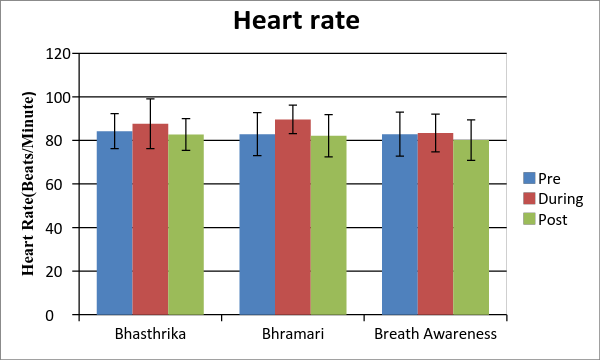 Heart rate
Heart Rate(Beats/Minute)
120
100
80
60
40
20
0
Bhasthrika
Bhramari
Breath Awareness
Pre
During
Post